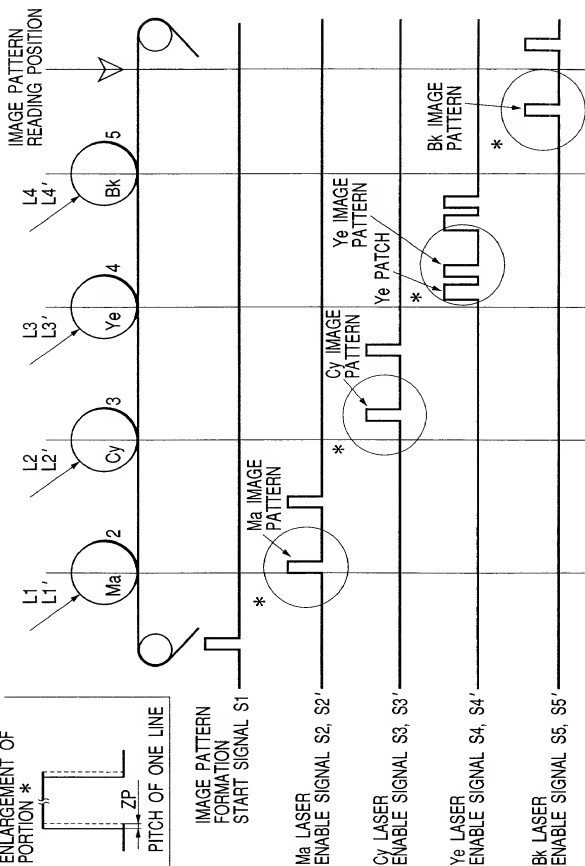 ENLARGEMENT OF
PORTION *
ZP
PITCH OF ONE LINE
L1
L1′
Ma
2
L2
L2′
Cy
3
L3
L3′
Ye
4
L4
L4′
Bk
5
IMAGE PATTERN
READING POSITION
IMAGE PATTERN
FORMATION
START SIGNAL S1
Ma LASER
ENABLE SIGNAL S2, S2′
*
Ma IMAGE
PATTERN
Cy LASER
ENABLE SIGNAL S3, S3′
*
Cy IMAGE
PATTERN
Ye LASER
ENABLE SIGNAL S4, S4′
*
Ye PATCH
Ye IMAGE
PATTERN
Bk LASER
ENABLE SIGNAL S5, S5′
*
Bk IMAGE
PATTERN